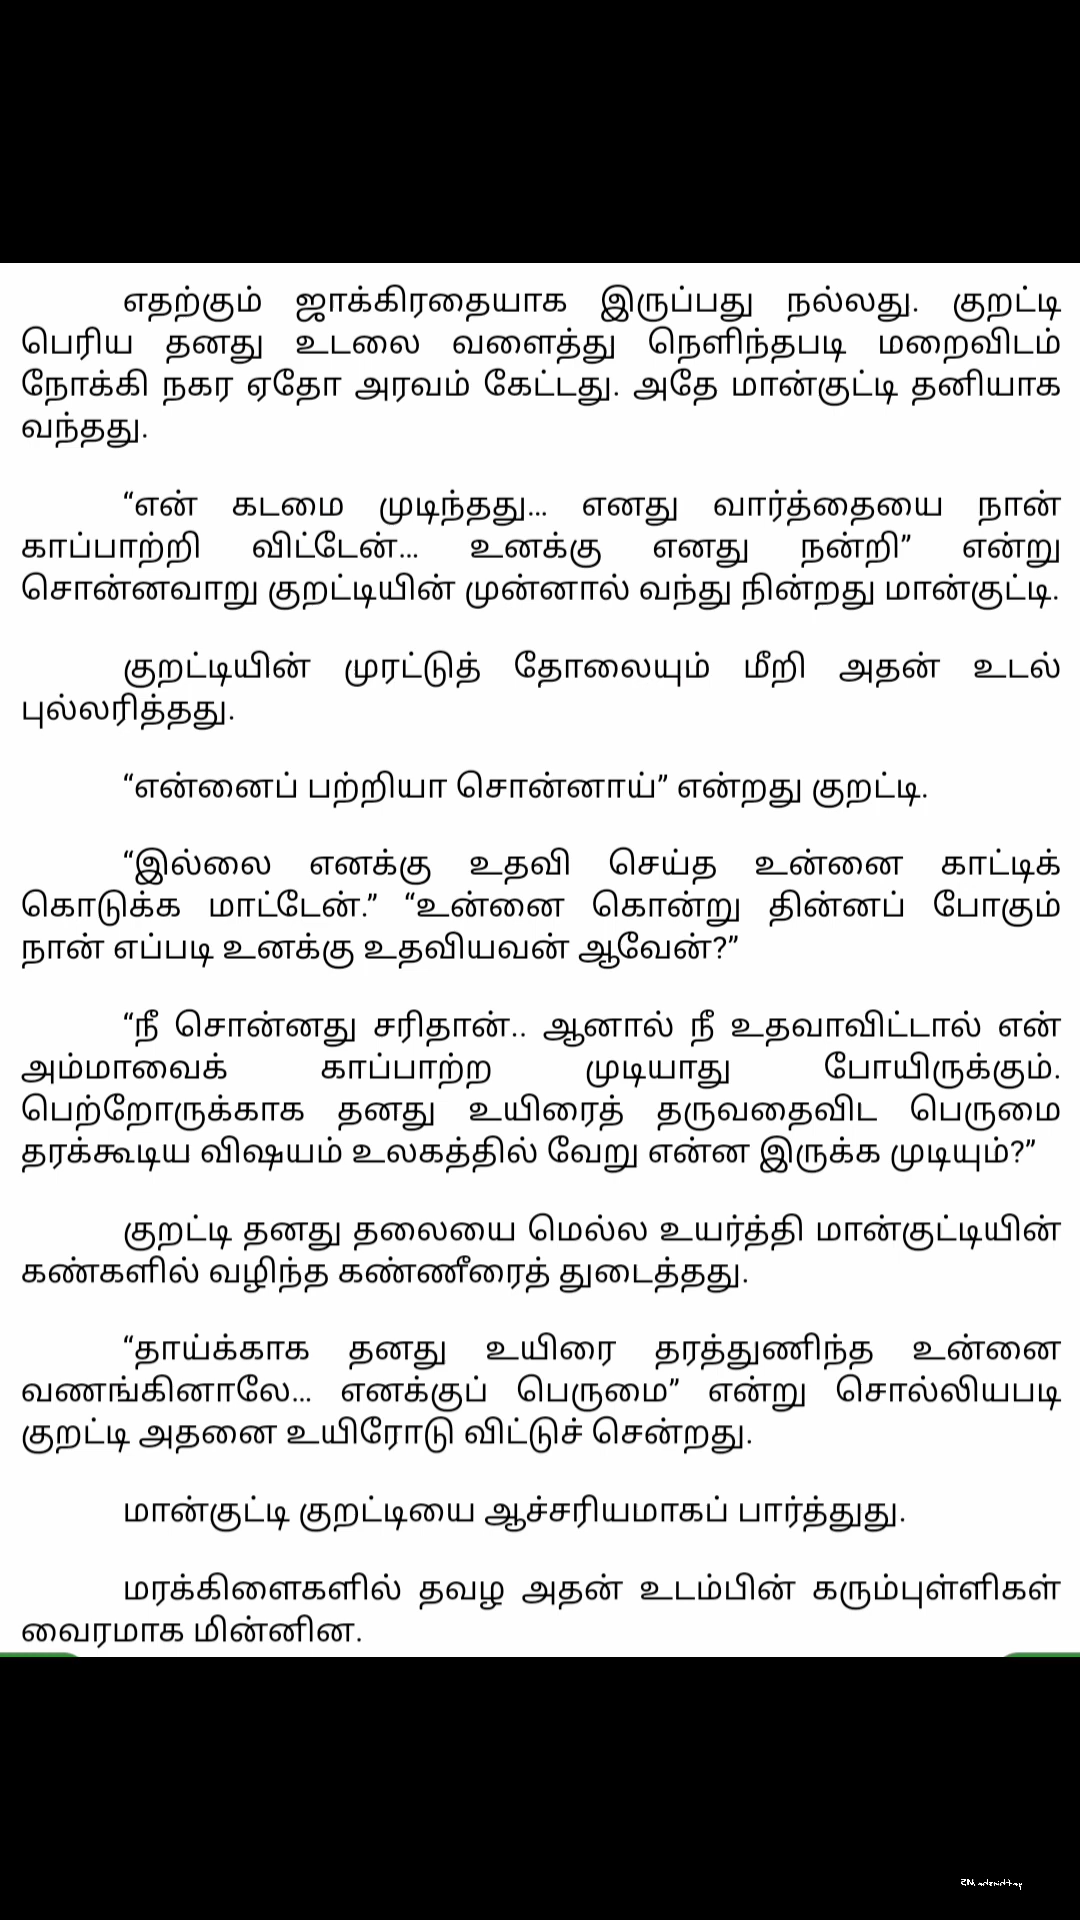 எதற்கும் ஜாக்கிரதையாக இருப்பது நல்லது. குறட்டி
பெரிய தனது உடலை வளைத்து நெளிந்தபடி மறைவிடம்
நோக்கி நகர ஏதோ அரவம் கேட்டது. அதே மான்குட்டி தனியாக
வந்தது.
“என் கடமை முடிந்தது... எனது வார்த்தையை நான்
காப்பாற்றி விட்டேன்... உனக்கு எனது நன்றி” என்று
சொன்னவாறு குறட்டியின் முன்னால் வந்து நின்றது மான்குட்டி.
குறட்டியின் முரட்டுத் தோலையும் மீறி அதன் உடல்
புல்லரித்தது.
“என்னைப் பற்றியா சொன்னாய்” என்றது குறட்டி.
“இல்லை எனக்கு உதவி செய்த உன்னை காட்டிக்
கொடுக்க மாட்டேன்.” “உன்னை கொன்று தின்னப் போகும்
நான் எப்படி உனக்கு உதவியவன் ஆவேன்?”
“நீ சொன்னது சரிதான்.. ஆனால் நீ உதவாவிட்டால் என்
அம்மாவைக் காப்பாற்ற முடியாது போயிருக்கும்.
பெற்றோருக்காக தனது உயிரைத் தருவதைவிட பெருமை
தரக்கூடிய விஷயம் உலகத்தில் வேறு என்ன இருக்க முடியும்?”
குறட்டி தனது தலையை மெல்ல உயர்த்தி மான்குட்டியின்
கண்களில் வழிந்த கண்ணீரைத் துடைத்தது.
“தாய்க்காக தனது உயிரை தரத்துணிந்த உன்னை
வணங்கினாலே... எனக்குப் பெருமை” என்று சொல்லியபடி
குறட்டி அதனை உயிரோடு விட்டுச் சென்றது.
மான்குட்டி குறட்டியை ஆச்சரியமாகப் பார்த்துது.
மரக்கிளைகளில் தவழ அதன் உடம்பின் கரும்புள்ளிகள்
வைரமாக மின்னின.